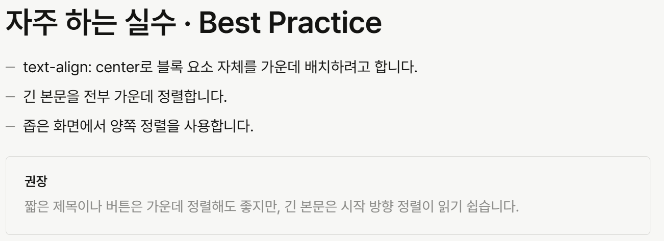 자주 하는 실수 · Best Practice
— text-align: center로 블록 요소 자체를 가운데 배치하려고 합니다.
— 긴 본문을 전부 가운데 정렬합니다.
— 좁은 화면에서 양쪽 정렬을 사용합니다.
권장
짧은 제목이나 버튼은 가운데 정렬해도 좋지만, 긴 본문은 시작 방향 정렬이 읽기 쉽습니다.